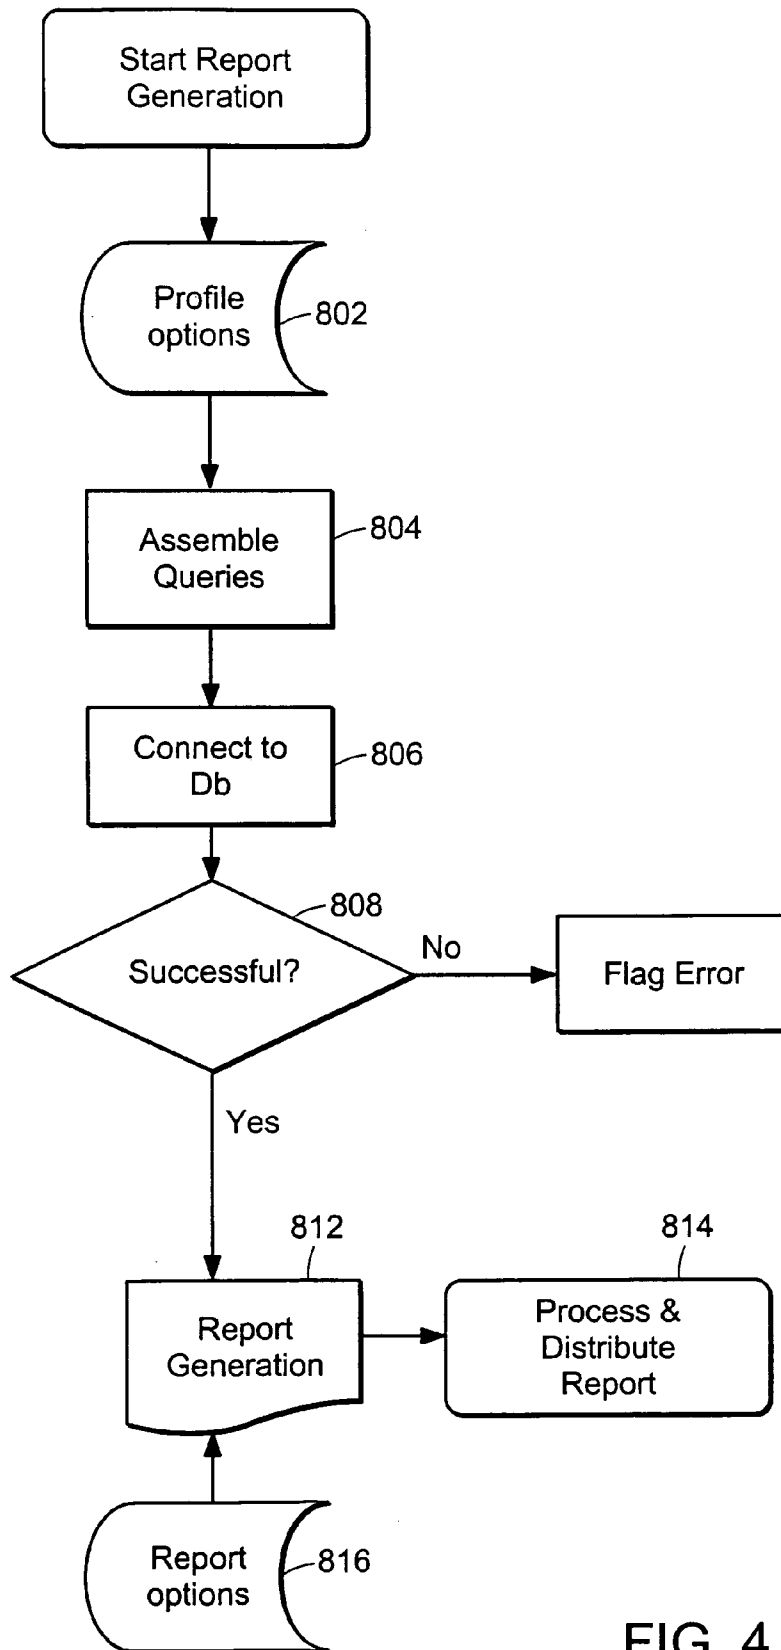 Start Report
Generation
Profile
options
802
Assemble
Queries
804
Connect to
Db
806
808
Successful?
No
Flag Error
Yes
812
Report
Generation
814
Process &
Distribute
Report
Report
options
816
FIG. 4